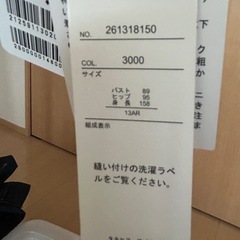 NO. 261318150
COL. 3000
サイズ
バスト 89
ヒップ 95
身長 158
13AR
組成表示
縫い付けの洗濯ラベ
ルをご覧ください。